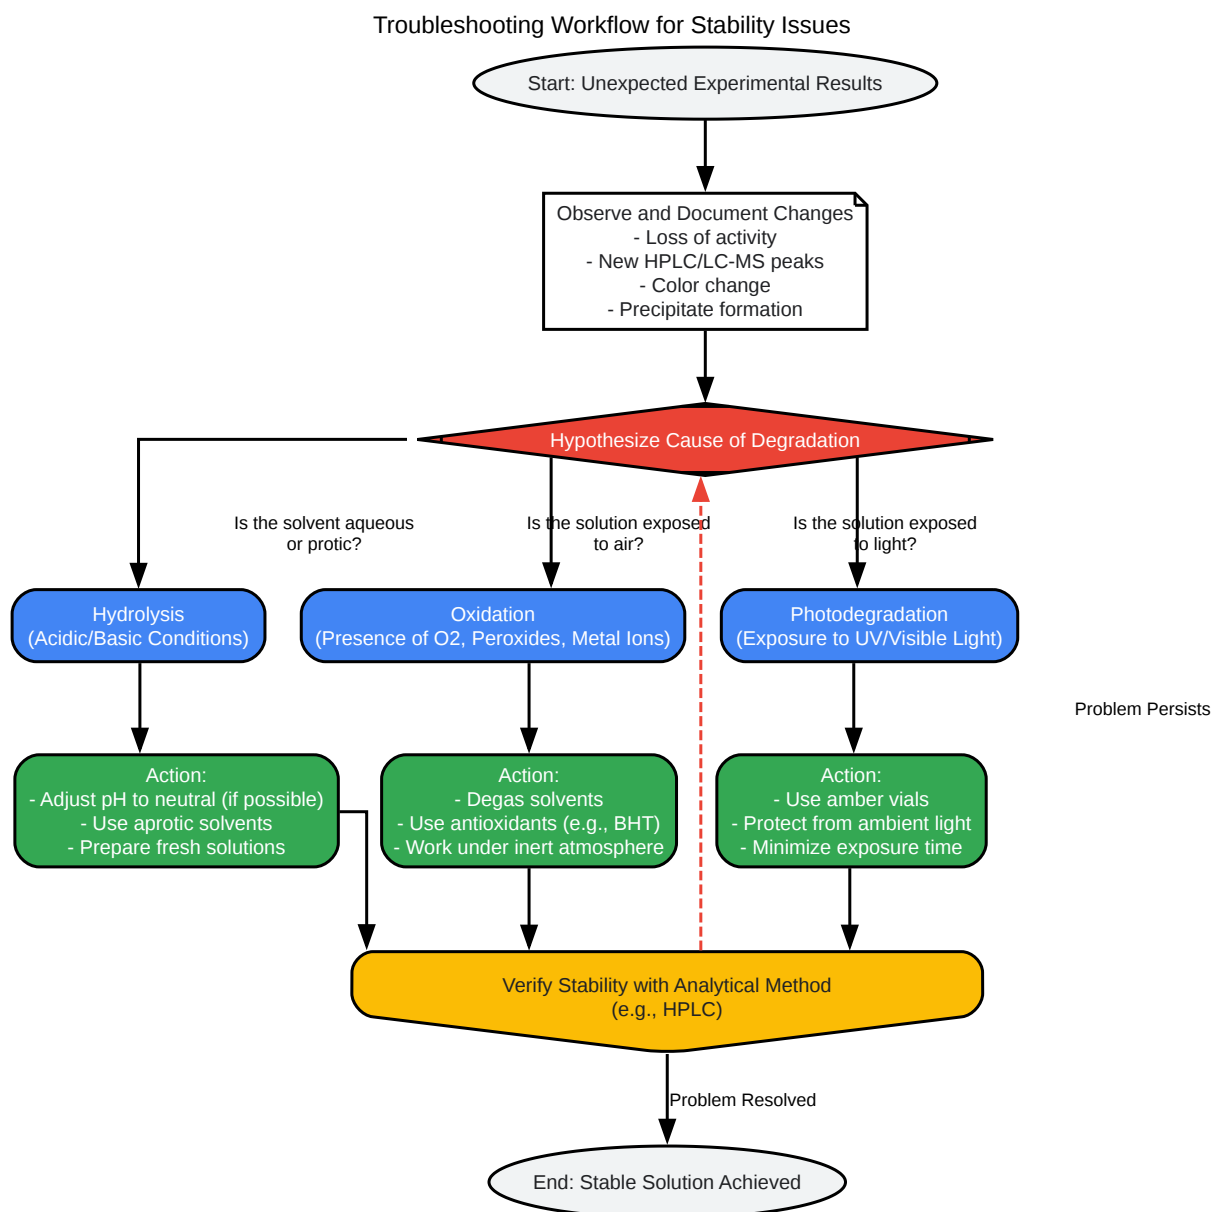 Troubleshooting Workflow for Stability Issues
Start: Unexpected Experimental Results
Observe and Document Changes
- Loss of activity
- New HPLC/LC-MS peaks
- Color change
- Precipitate formation
Hypothesize Cause of Degradation
Is the solvent aqueous
or protic?
Is the solution exposed
to air?
Is the solution exposed
to light?
Hydrolysis
(Acidic/Basic Conditions)
Oxidation
(Presence of O2, Peroxides, Metal Ions)
Photodegradation
(Exposure to UV/Visible Light)
Problem Persists
Action:
- Adjust pH to neutral (if possible)
- Use aprotic solvents
- Prepare fresh solutions
Action:
- Degas solvents
- Use antioxidants (e.g., BHT)
- Work under inert atmosphere
Action:
- Use amber vials
- Protect from ambient light
- Minimize exposure time
Verify Stability with Analytical Method
(e.g., HPLC)
Problem Resolved
End: Stable Solution Achieved